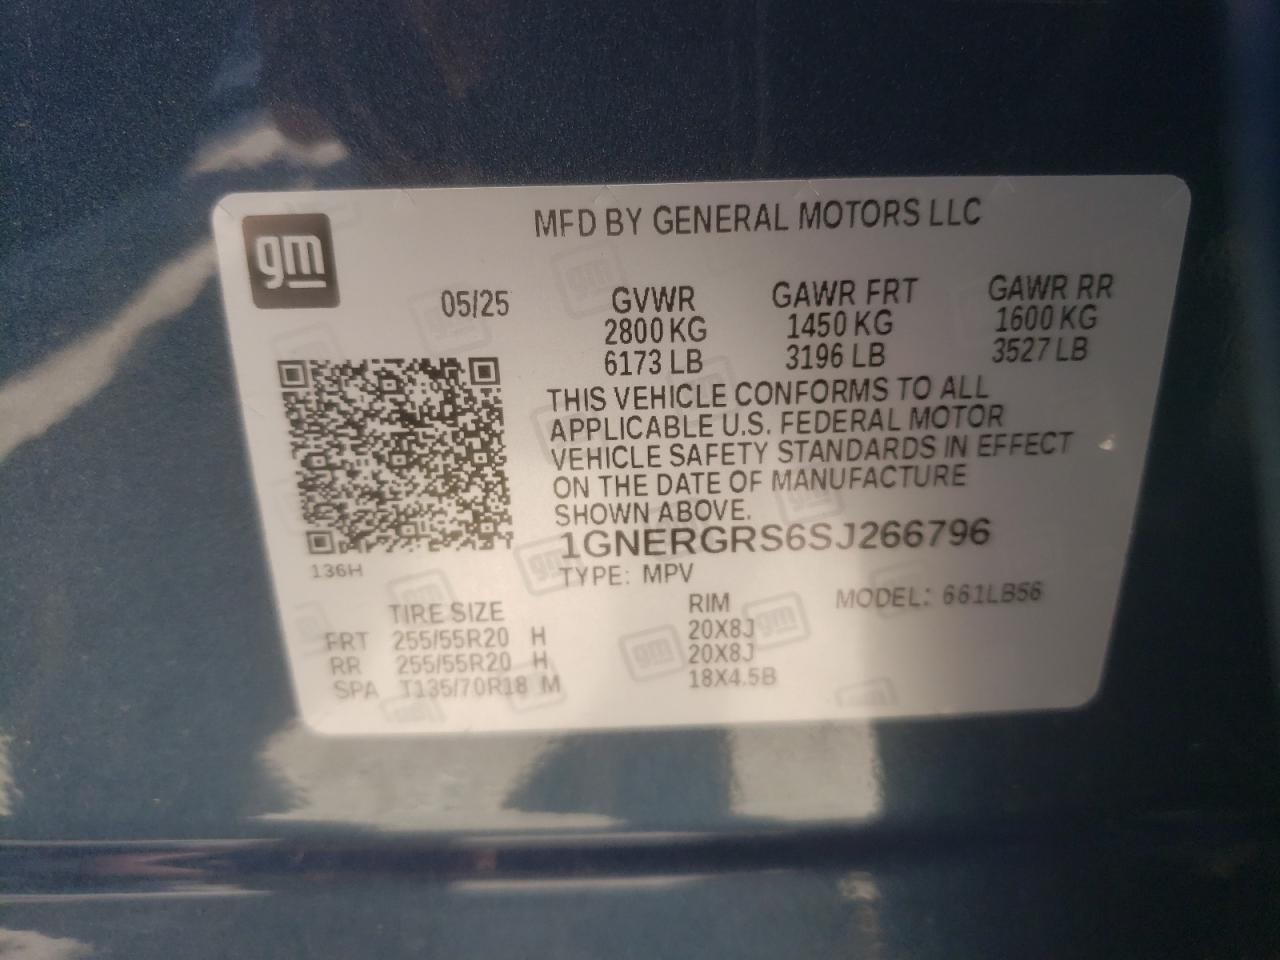 gm
MFD BY GENERAL MOTORS LLC
05/25 GVWR GAWR FRT GAWR RR
2800 KG 1450 KG 1600 KG
6173 LB 3196 LB 3527 LB
THIS VEHICLE CONFORMS TO ALL
APPLICABLE U.S. FEDERAL MOTOR
VEHICLE SAFETY STANDARDS IN EFFECT
ON THE DATE OF MANUFACTURE
SHOWN ABOVE.
1GNERGRS6SJ266796
136H
TYPE: MPV
TIRE SIZE RIM MODEL: 661LB56
FRT 255/55R20 H 20X8J
RR 255/55R20 H 20X8J
SPA T135/70R18 M 18X4.5B